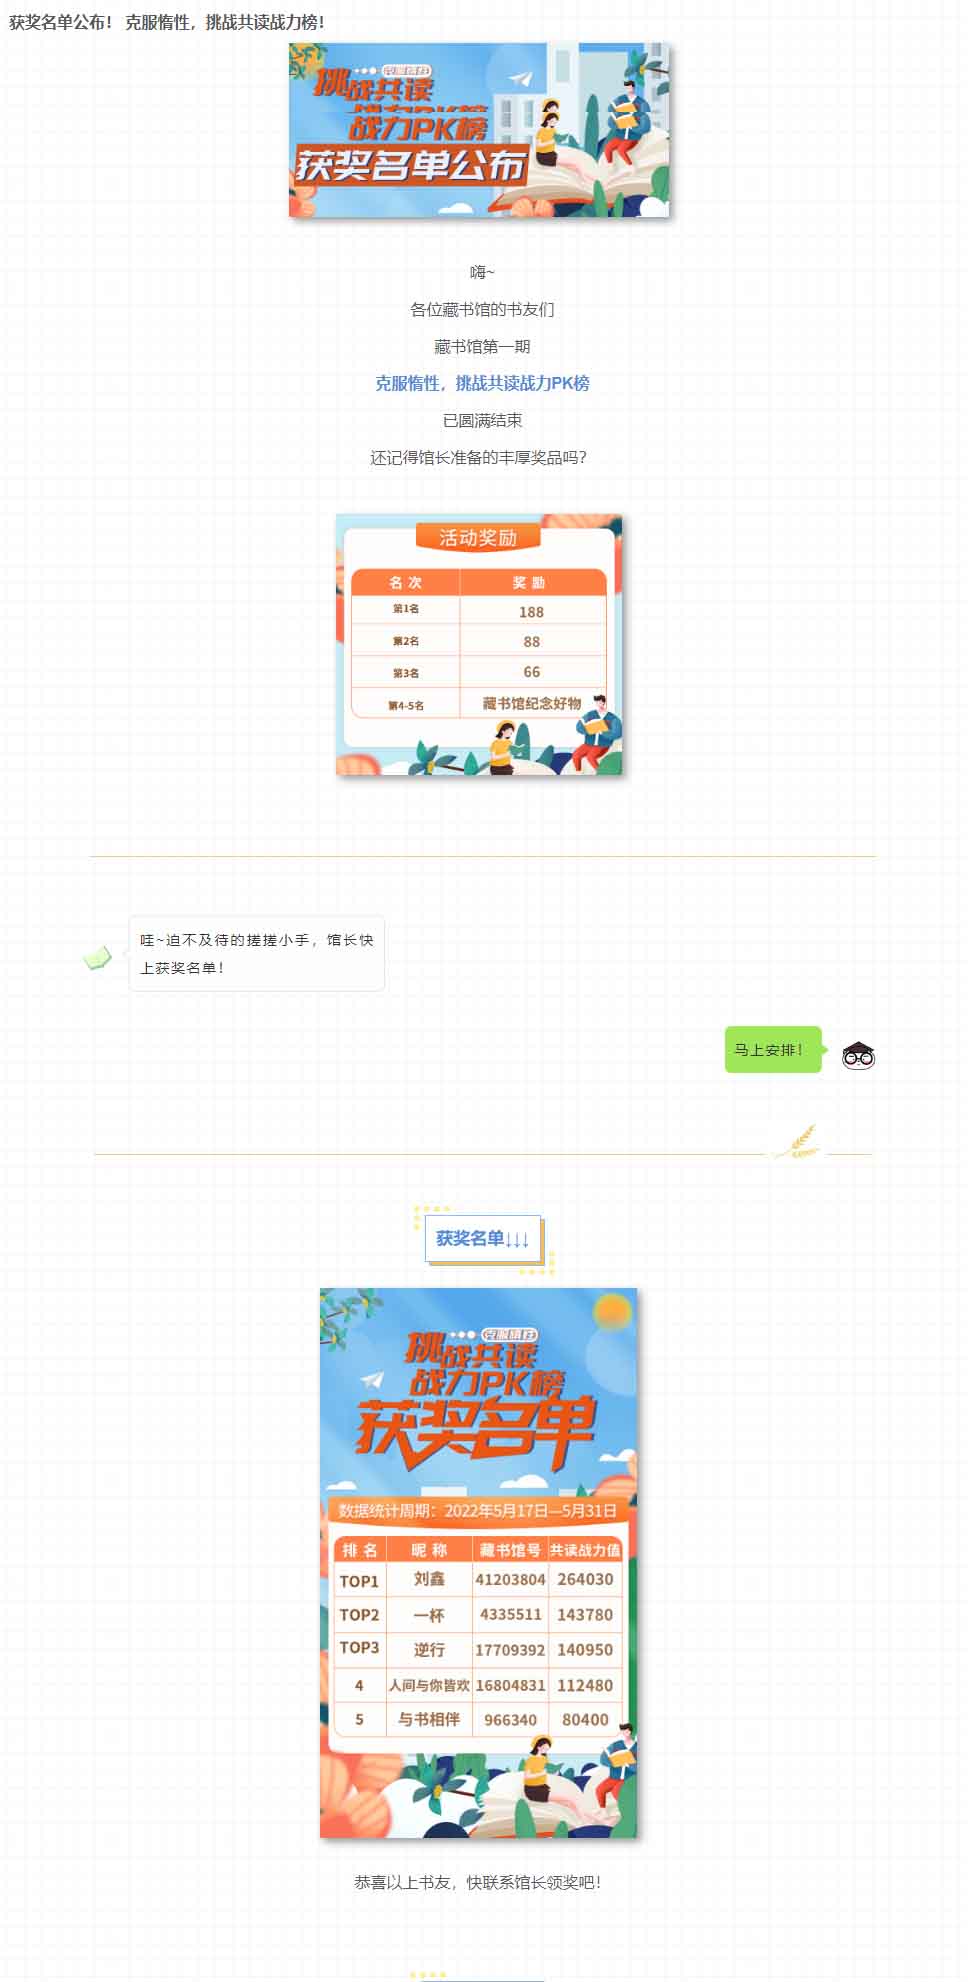 获奖名单公布！ 克服惰性，挑战共读战力榜！
克服惰性
挑战共读
战力PK榜
战力PK榜
获奖名单公布
嗨~
各位藏书馆的书友们
藏书馆第一期
克服惰性，挑战共读战力PK榜
已圆满结束
还记得馆长准备的丰厚奖品吗？
活动奖励
名 次 奖 励
第1名 188
第2名 88
第3名 66
第4-5名 藏书馆纪念好物
哇~迫不及待的搓搓小手，馆长快
上获奖名单！
马上安排！
获奖名单↓↓↓
克服惰性
挑战共读
战力PK榜
获奖名单
数据统计周期：2022年5月17日—5月31日
排 名 昵 称 藏书馆号 共读战力值
TOP1 刘鑫 41203804 264030
TOP2 一杯 4335511 143780
TOP3 逆行 17709392 140950
4 人间与你皆欢 16804831 112480
5 与书相伴 966340 80400
恭喜以上书友，快联系馆长领奖吧！